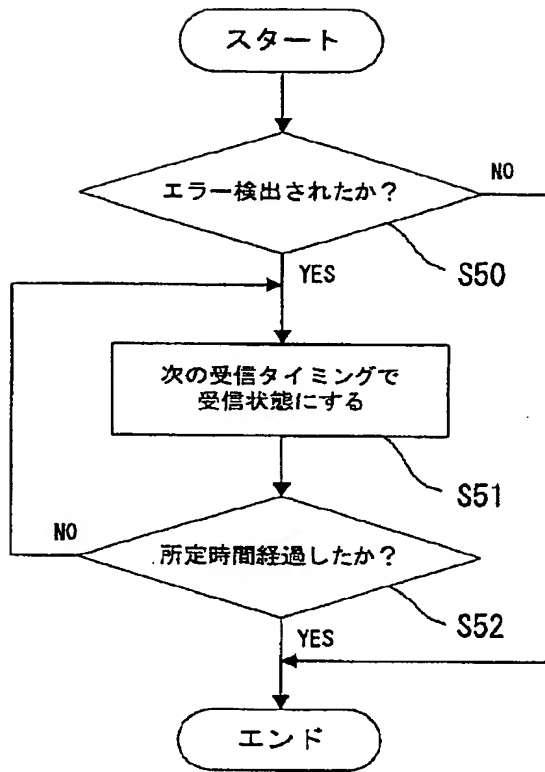 スタート
エラー検出されたか?
NO
S50
YES
次の受信タイミングで
受信状態にする
S51
NO
所定時間経過したか?
S52
YES
エンド